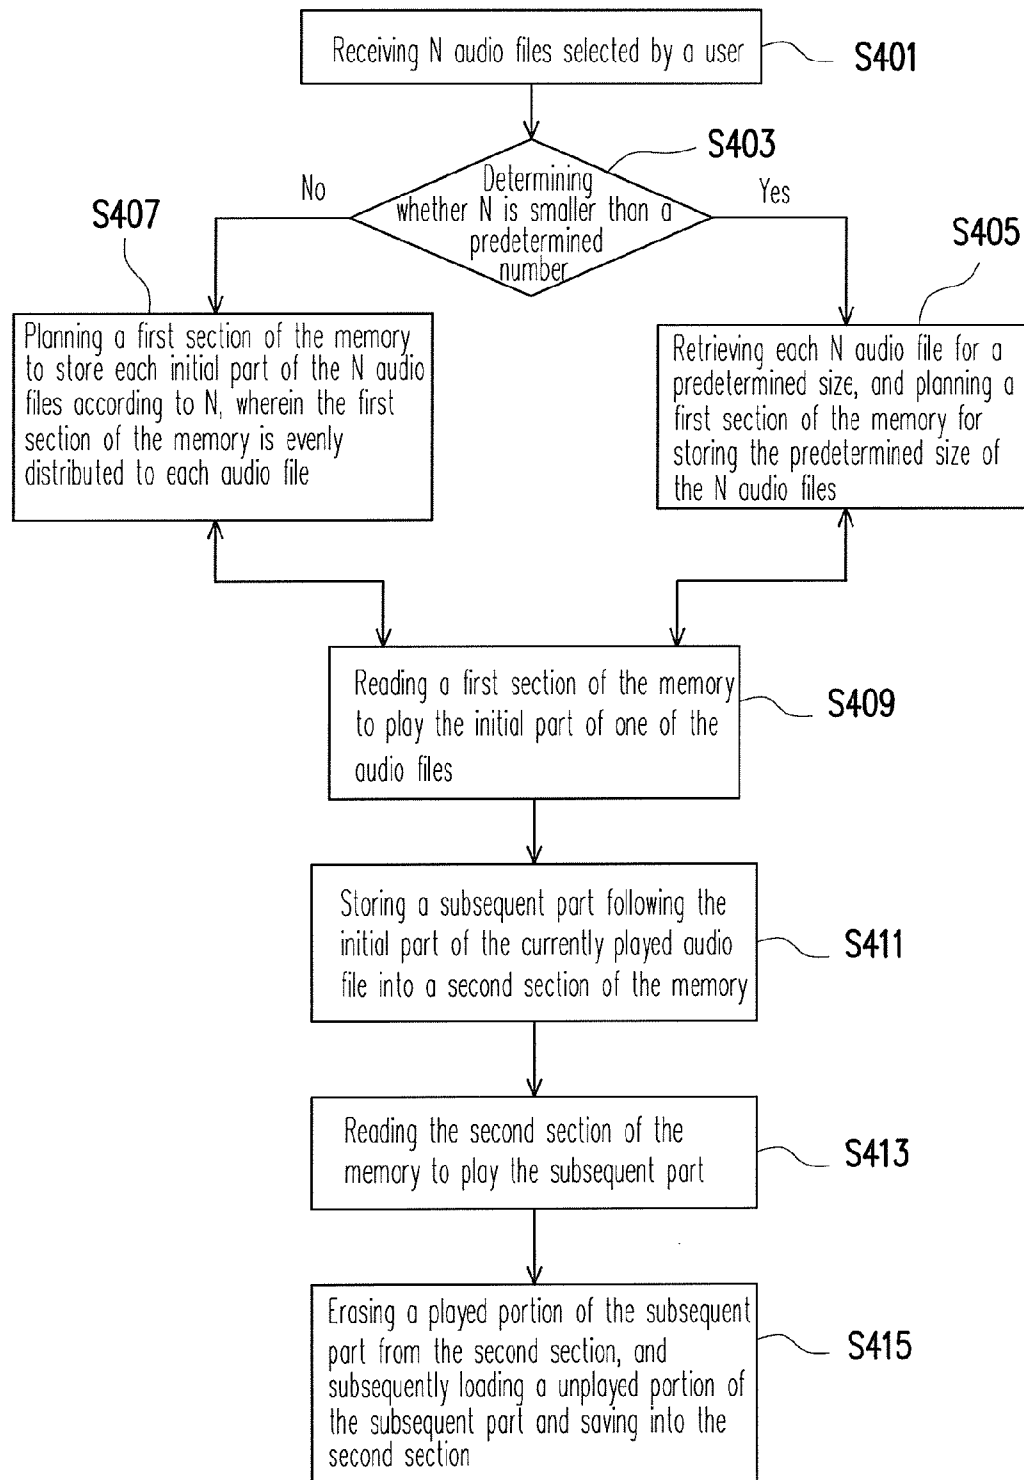 Receiving N audio files selected by a user
S401
S403
Determining
whether N is smaller than a
predetermined
number
No
Yes
S407
S405
Planning a first section of the memory
to store each initial part of the N audio
files according to N, wherein the first
section of the memory is evenly
distributed to each audio file
Retrieving each N audio file for a
predetermined size, and planning a
first section of the memory for
storing the predetermined size of
the N audio files
Reading a first section of the memory
to play the initial part of one of the
audio files
S409
Storing a subsequent part following the
initial part of the currently played audio
file into a second section of the memory
S411
Reading the second section of the
memory to play the subsequent part
S413
Erasing a played portion of the subsequent
part from the second section, and
subsequently loading a unplayed portion of
the subsequent part and saving into the
second section
S415